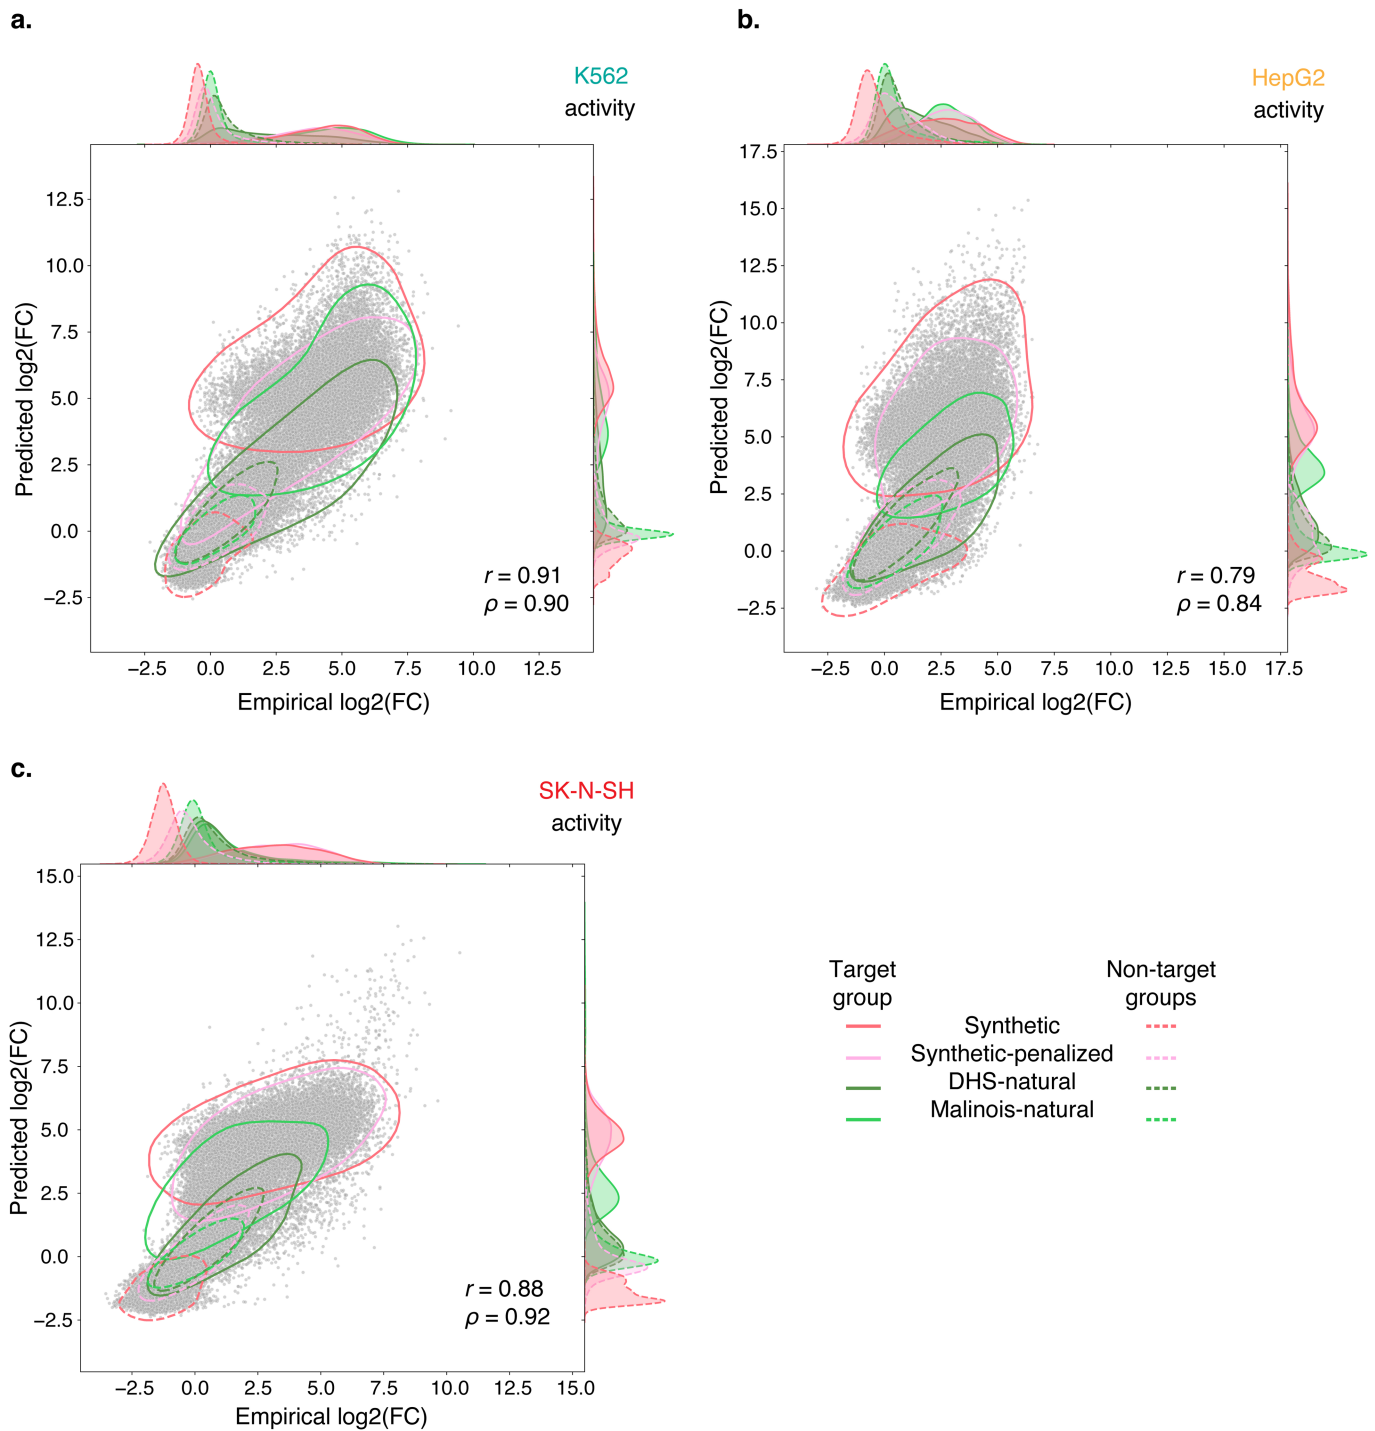 a.
K562
activity
12.5
10.0
7.5
5.0
2.5
0.0
−2.5
Predicted log2(FC)
r = 0.91
ρ = 0.90
−2.5 0.0 2.5 5.0 7.5 10.0 12.5
Empirical log2(FC)
b.
HepG2
activity
17.5
15.0
12.5
10.0
7.5
5.0
2.5
0.0
−2.5
Predicted log2(FC)
r = 0.79
ρ = 0.84
−2.5 0.0 2.5 5.0 7.5 10.0 12.5 15.0 17.5
Empirical log2(FC)
c.
SK-N-SH
activity
15.0
12.5
10.0
7.5
5.0
2.5
0.0
−2.5
Predicted log2(FC)
r = 0.88
ρ = 0.92
−2.5 0.0 2.5 5.0 7.5 10.0 12.5 15.0
Empirical log2(FC)
Target
group
Non-target
groups
Synthetic
Synthetic-penalized
DHS-natural
Malinois-natural